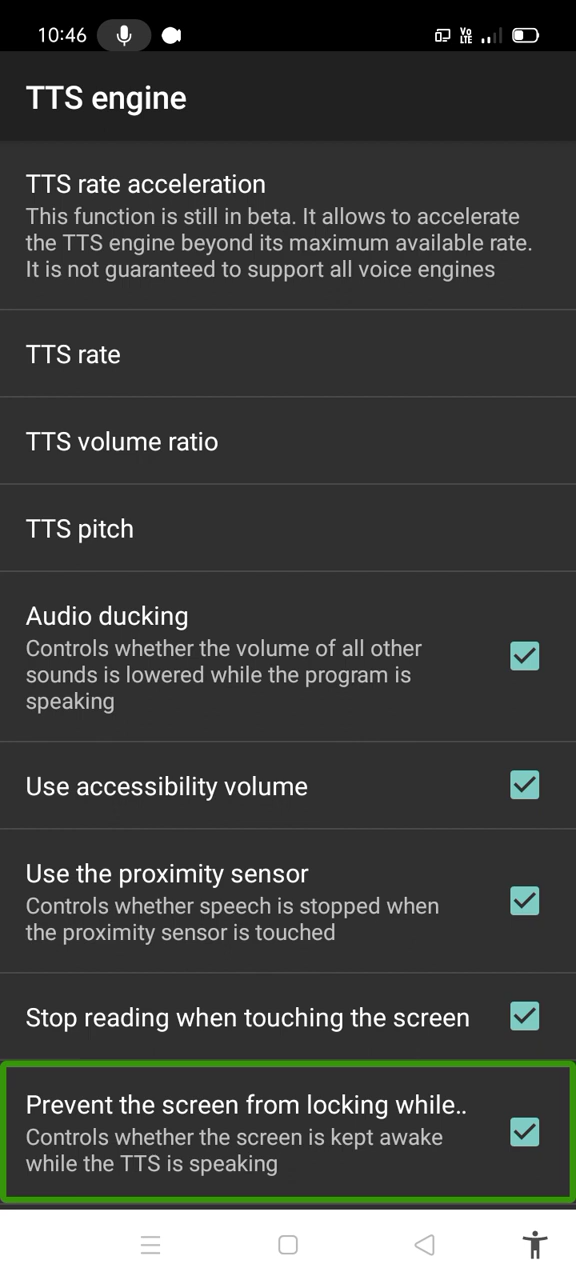 10:46
VO
LTE
TTS engine
TTS rate acceleration
This function is still in beta. It allows to accelerate
the TTS engine beyond its maximum available rate.
It is not guaranteed to support all voice engines
TTS rate
TTS volume ratio
TTS pitch
Audio ducking
Controls whether the volume of all other
sounds is lowered while the program is
speaking
Use accessibility volume
Use the proximity sensor
Controls whether speech is stopped when
the proximity sensor is touched
Stop reading when touching the screen
Prevent the screen from locking while..
Controls whether the screen is kept awake
while the TTS is speaking